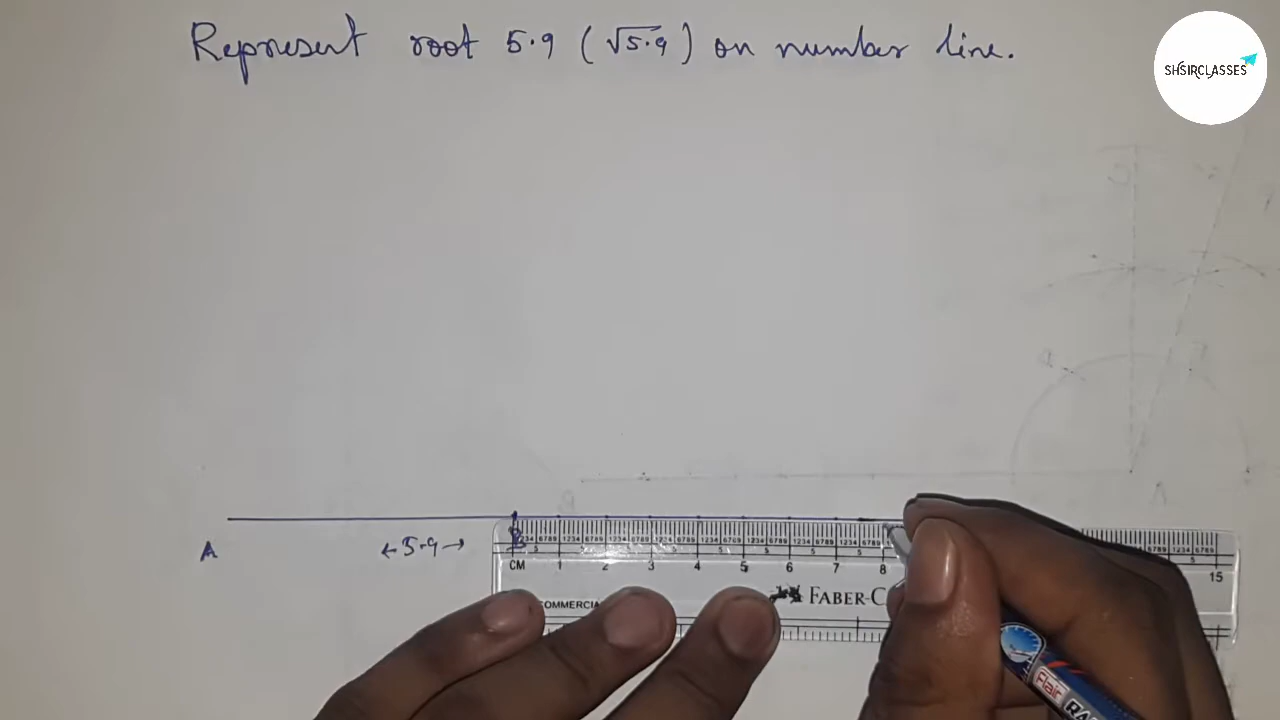 Represent root 5.9 (√5.9) on number line.
SHSIRCLASSES
A ←5.9→ B
CM 1 2 3 4 5 6 7 8 15
FABER-C
COMMERCIA
Flair